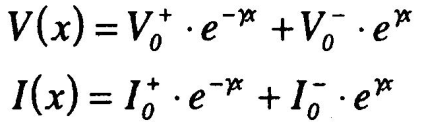 V(x) = V₀⁺ · e^{-γx} + V₀⁻ · e^{γx}
I(x) = I₀⁺ · e^{-γx} + I₀⁻ · e^{γx}